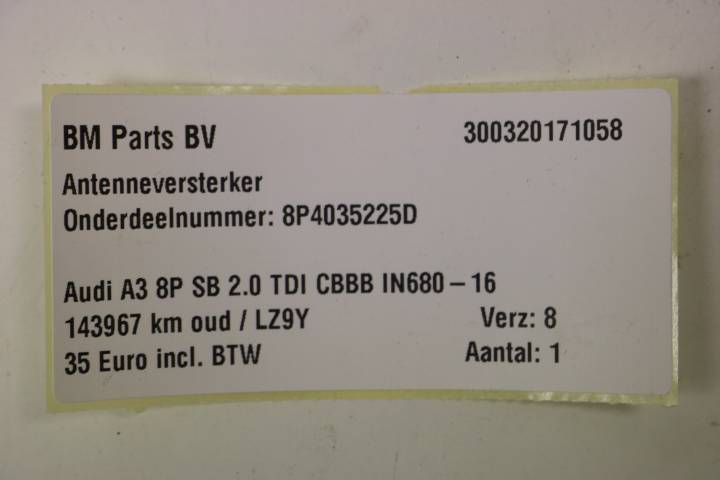 BM Parts BV 300320171058
Antenneversterker
Onderdeelnummer: 8P4035225D
Audi A3 8P SB 2.0 TDI CBBB IN680 – 16
143967 km oud / LZ9Y Verz: 8
35 Euro incl. BTW Aantal: 1